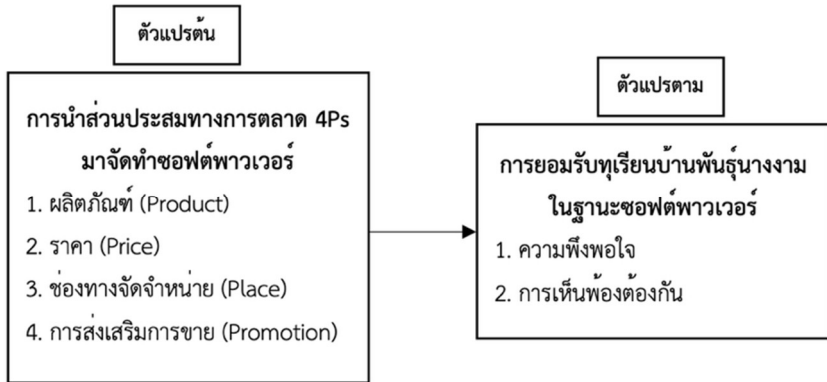 ตัวแปรต้น
การนำส่วนประสมทางการตลาด 4Ps
มาจัดทำซอฟต์พาวเวอร์
1. ผลิตภัณฑ์ (Product)
2. ราคา (Price)
3. ช่องทางจัดจำหน่าย (Place)
4. การส่งเสริมการขาย (Promotion)
ตัวแปรตาม
การยอมรับทุเรียนบ้านพันธุ์นางงาม
ในฐานะซอฟต์พาวเวอร์
1. ความพึงพอใจ
2. การเห็นพ้องต้องกัน